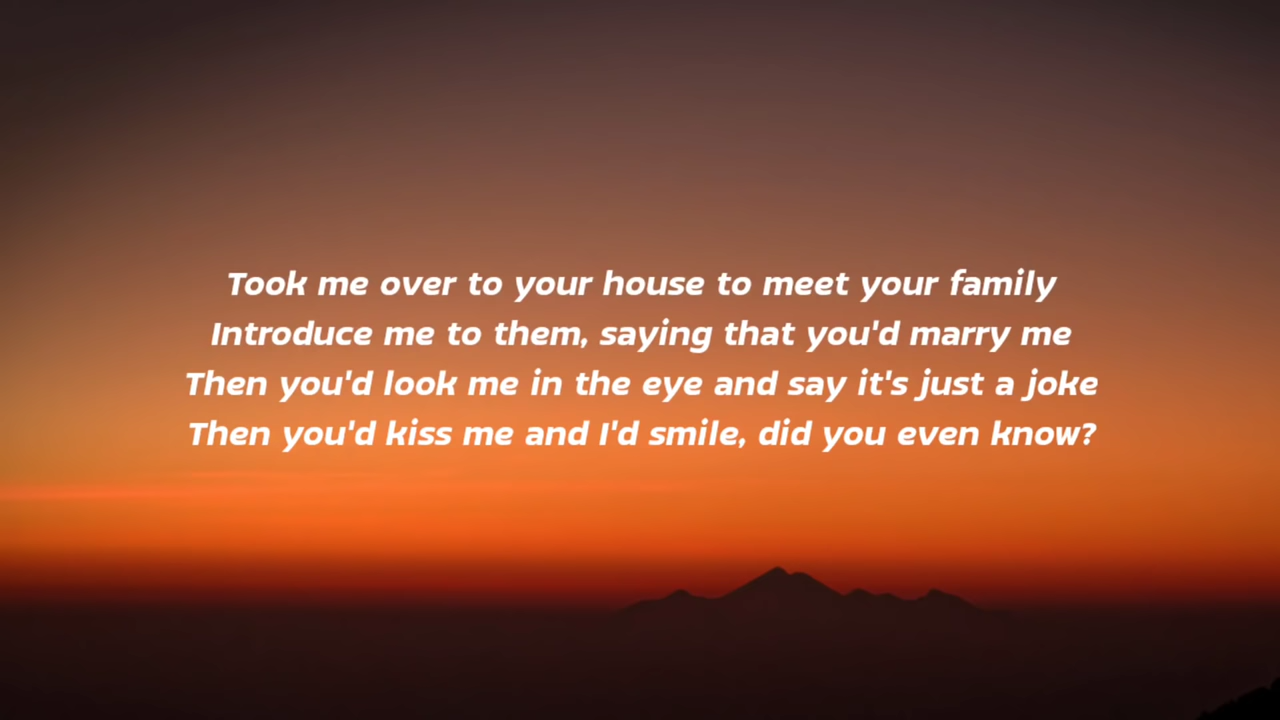 Took me over to your house to meet your family
Introduce me to them, saying that you'd marry me
Then you'd look me in the eye and say it's just a joke
Then you'd kiss me and I'd smile, did you even know?